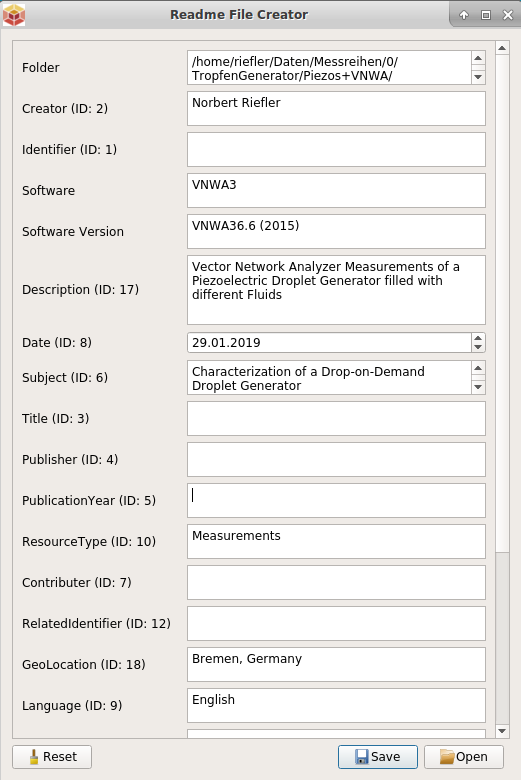 Readme File Creator
Folder
/home/riefler/Daten/Messreihen/0/
TropfenGenerator/Piezos+VNWA/
Creator (ID: 2)
Norbert Riefler
Identifier (ID: 1)
Software
VNWA3
Software Version
VNWA36.6 (2015)
Description (ID: 17)
Vector Network Analyzer Measurements of a
Piezoelectric Droplet Generator filled with
different Fluids
Date (ID: 8)
29.01.2019
Subject (ID: 6)
Characterization of a Drop-on-Demand
Droplet Generator
Title (ID: 3)
Publisher (ID: 4)
PublicationYear (ID: 5)
ResourceType (ID: 10)
Measurements
Contributer (ID: 7)
RelatedIdentifier (ID: 12)
GeoLocation (ID: 18)
Bremen, Germany
Language (ID: 9)
English
Reset
Save
Open